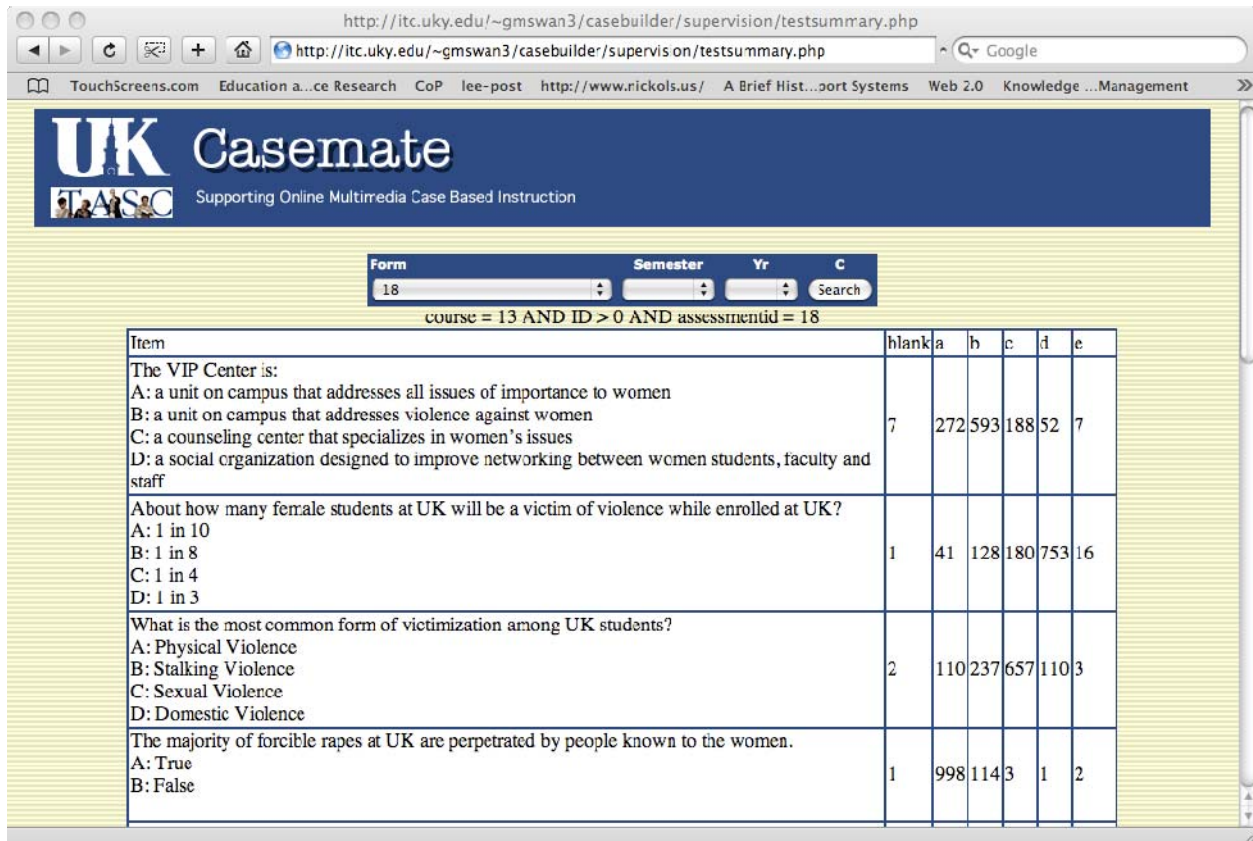 http://itc.uky.edu/~gmswan3/casebuilder/supervision/testsummary.php
http://itc.uky.edu/~gmswan3/casebuilder/supervision/testsummary.php Google
TouchScreens.com Education a...ce Research CoP lee-post http://www.nickols.us/ A Brief Hist...port Systems Web 2.0 Knowledge ...Management »
UK Casemate
TASC Supporting Online Multimedia Case Based Instruction
Form Semester Yr C
18 Search
course = 13 AND ID > 0 AND assessmentid = 18
Item blank a b c d e
The VIP Center is:
A: a unit on campus that addresses all issues of importance to women
B: a unit on campus that addresses violence against women
C: a counseling center that specializes in women's issues
D: a social organization designed to improve networking between women students, faculty and
staff
7 272 593 188 52 7
About how many female students at UK will be a victim of violence while enrolled at UK?
A: 1 in 10
B: 1 in 8
C: 1 in 4
D: 1 in 3
1 41 128 180 753 16
What is the most common form of victimization among UK students?
A: Physical Violence
B: Stalking Violence
C: Sexual Violence
D: Domestic Violence
2 110 237 657 110 3
The majority of forcible rapes at UK are perpetrated by people known to the women.
A: True
B: False
1 998 114 3 1 2